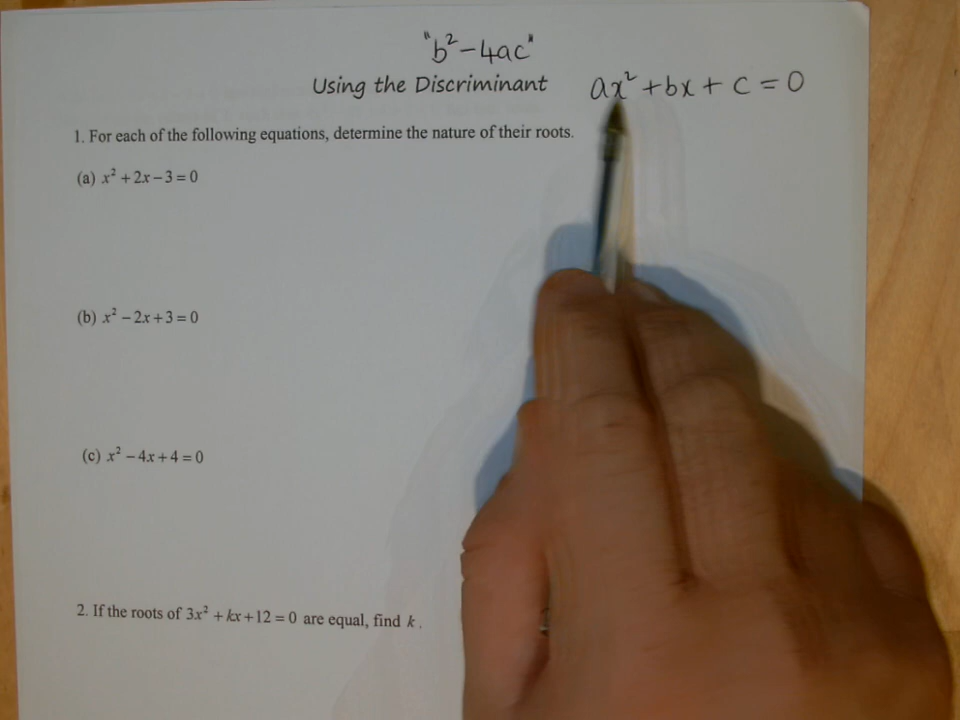 "b²-4ac"
Using the Discriminant ax²+bx+c=0
1. For each of the following equations, determine the nature of their roots.
(a) x²+2x-3=0
(b) x²-2x+3=0
(c) x²-4x+4=0
2. If the roots of 3x²+kx+12=0 are equal, find k.